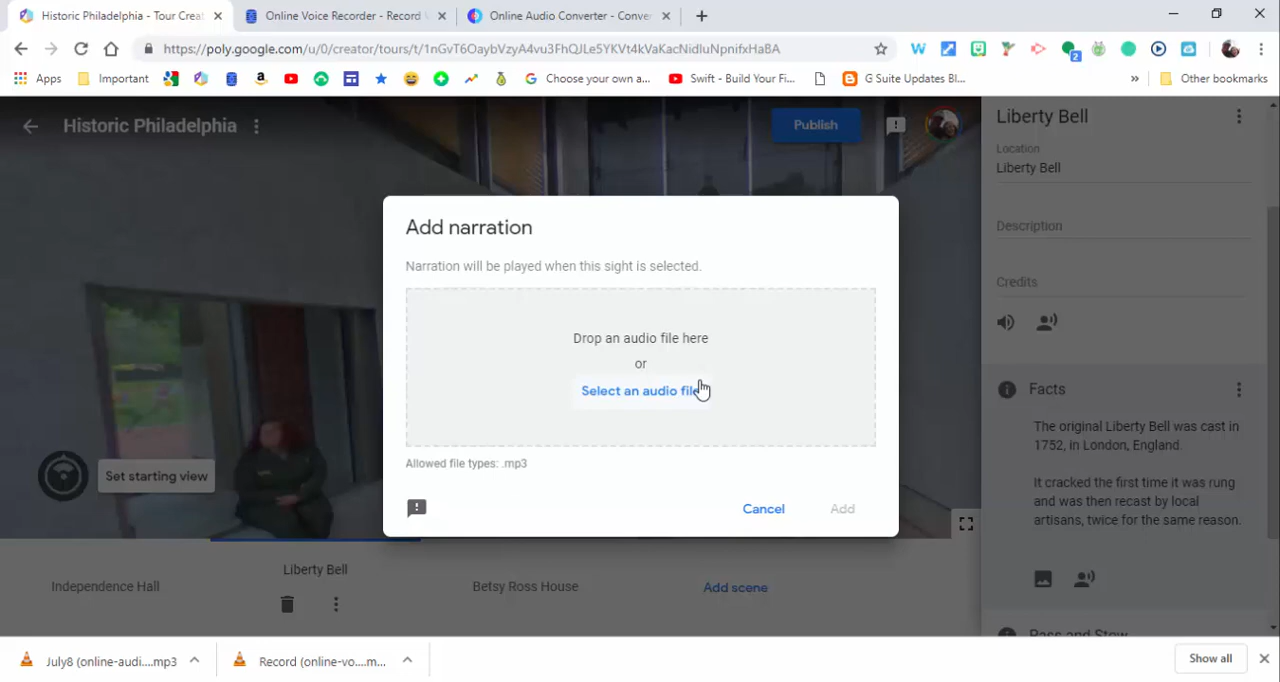 Historic Philadelphia - Tour Creat
Online Voice Recorder - Record V
Online Audio Converter - Conver
https://poly.google.com/u/0/creator/tours/t/1nGvT6OaybVzyA4vu3FhQJLe5YKVt4kVaKacNidIuNpnifxHaBA
Apps
Important
Choose your own a...
Swift - Build Your Fi...
G Suite Updates Bl...
»
Other bookmarks
Historic Philadelphia
Publish
Liberty Bell
Location
Liberty Bell
Description
Credits
Add narration
Narration will be played when this sight is selected.
Drop an audio file here
or
Select an audio file
Allowed file types: .mp3
Cancel
Add
Set starting view
Facts
The original Liberty Bell was cast in
1752, in London, England.
It cracked the first time it was rung
and was then recast by local
artisans, twice for the same reason.
Pass and Stow
Independence Hall
Liberty Bell
Betsy Ross House
Add scene
July8 (online-audi....mp3
Record (online-vo....m...
Show all